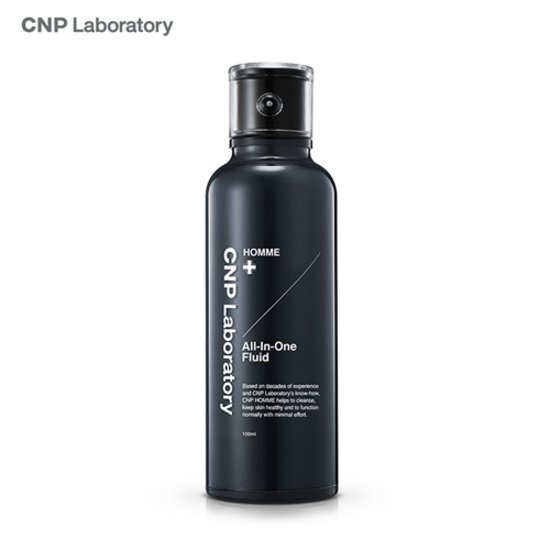 CNP Laboratory
HOMME
CNP Laboratory
All-In-One
Fluid
Based on decades of experience
and CNP Laboratory's know-how,
CNP HOMME helps to cleanse,
keep skin healthy and to function
normally with minimal effort.
100ml